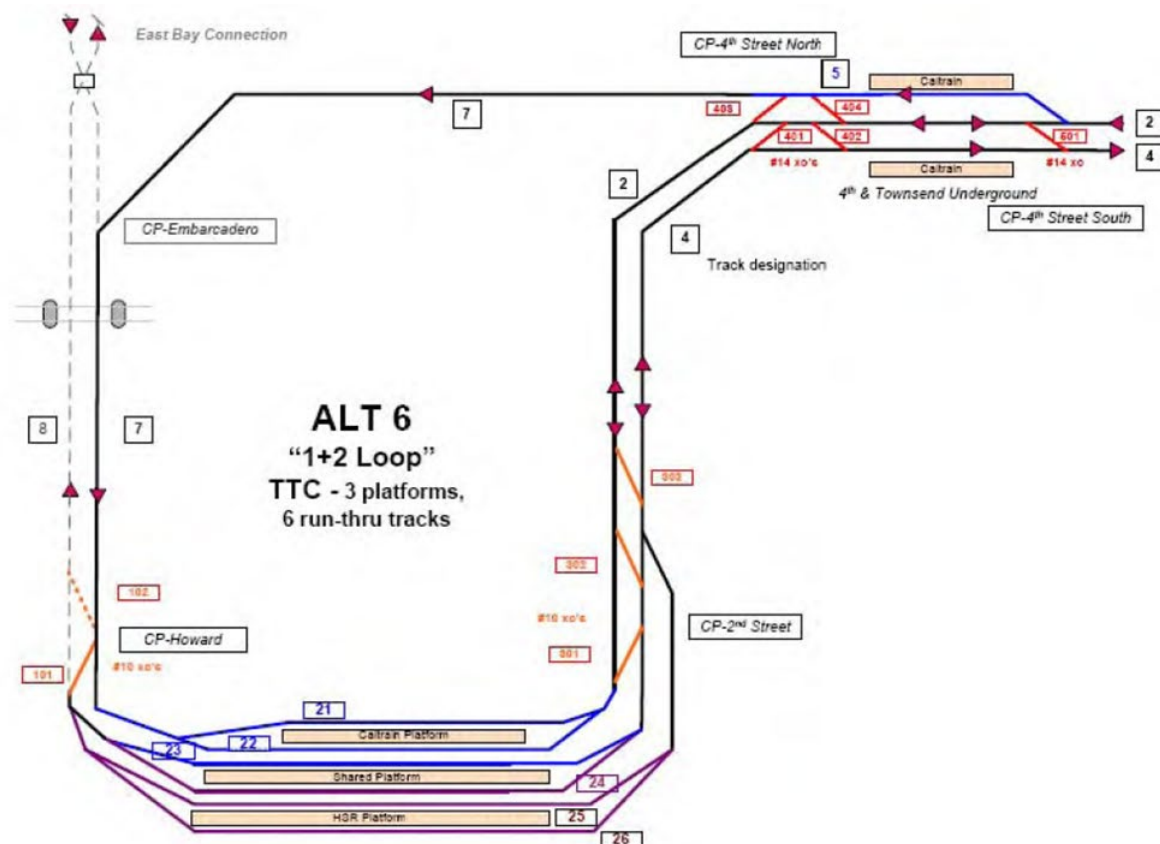 East Bay Connection
CP-4th Street North
5
Caltrain
7
403
404
2
401
402
601
4
#14 xo's
#14 xo
Caltrain
2
4th & Townsend Underground
CP-4th Street South
CP-Embarcadero
4
Track designation
8
7
ALT 6
“1+2 Loop”
TTC - 3 platforms,
6 run-thru tracks
102
#10 xo's
CP-2nd Street
CP-Howard
101
#10 xo's
21
Caltrain Platform
23
22
Shared Platform
24
HSR Platform
25
26